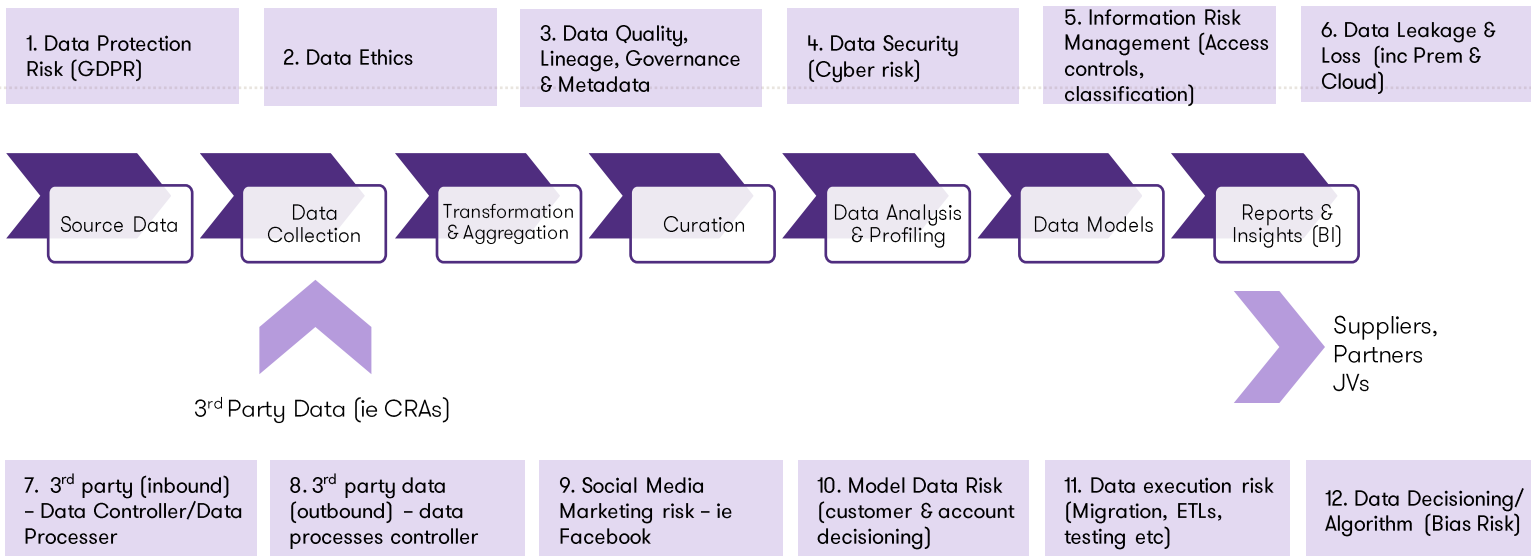 1. Data Protection
Risk (GDPR)
2. Data Ethics
3. Data Quality,
Lineage, Governance
& Metadata
4. Data Security
(Cyber risk)
5. Information Risk
Management (Access
controls,
classification)
6. Data Leakage &
Loss (inc Prem &
Cloud)
Source Data
Data
Collection
Transformation
& Aggregation
Curation
Data Analysis
& Profiling
Data Models
Reports &
Insights (BI)
3rd Party Data (ie CRAs)
Suppliers,
Partners
JVs
7. 3rd party (inbound)
– Data Controller/Data
Processer
8. 3rd party data
(outbound) – data
processes controller
9. Social Media
Marketing risk – ie
Facebook
10. Model Data Risk
(customer & account
decisioning)
11. Data execution risk
(Migration, ETLs,
testing etc)
12. Data Decisioning/
Algorithm (Bias Risk)